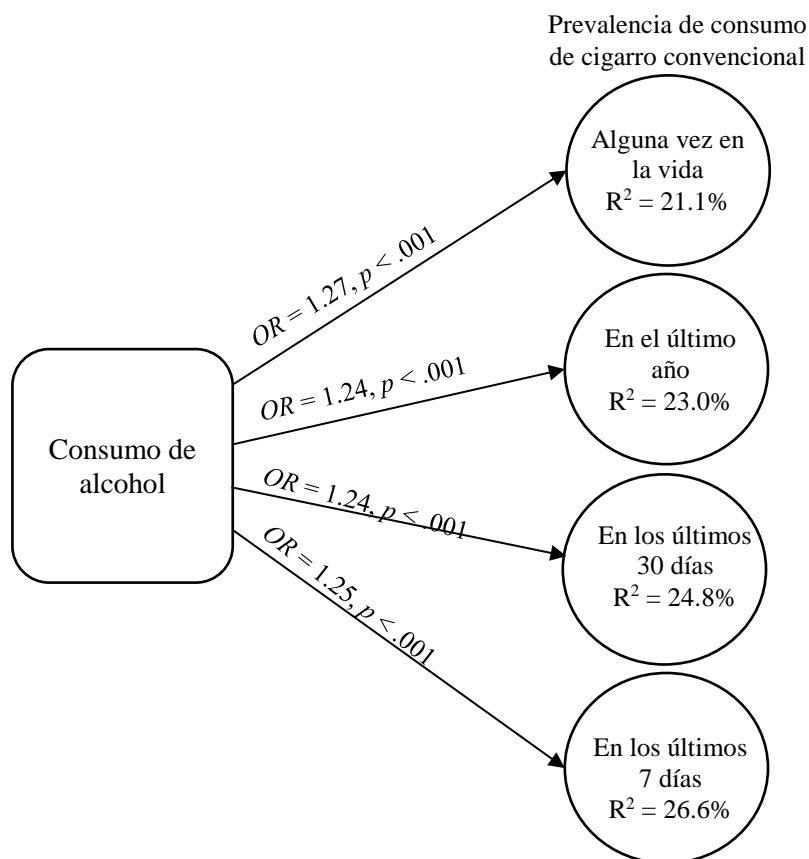 Prevalencia de consumo
de cigarro convencional
Alguna vez en
la vida
R² = 21.1%
OR = 1.27, p < .001
En el último
año
R² = 23.0%
OR = 1.24, p < .001
Consumo de
alcohol
OR = 1.24, p < .001
En los últimos
30 días
R² = 24.8%
OR = 1.25, p < .001
En los últimos
7 días
R² = 26.6%